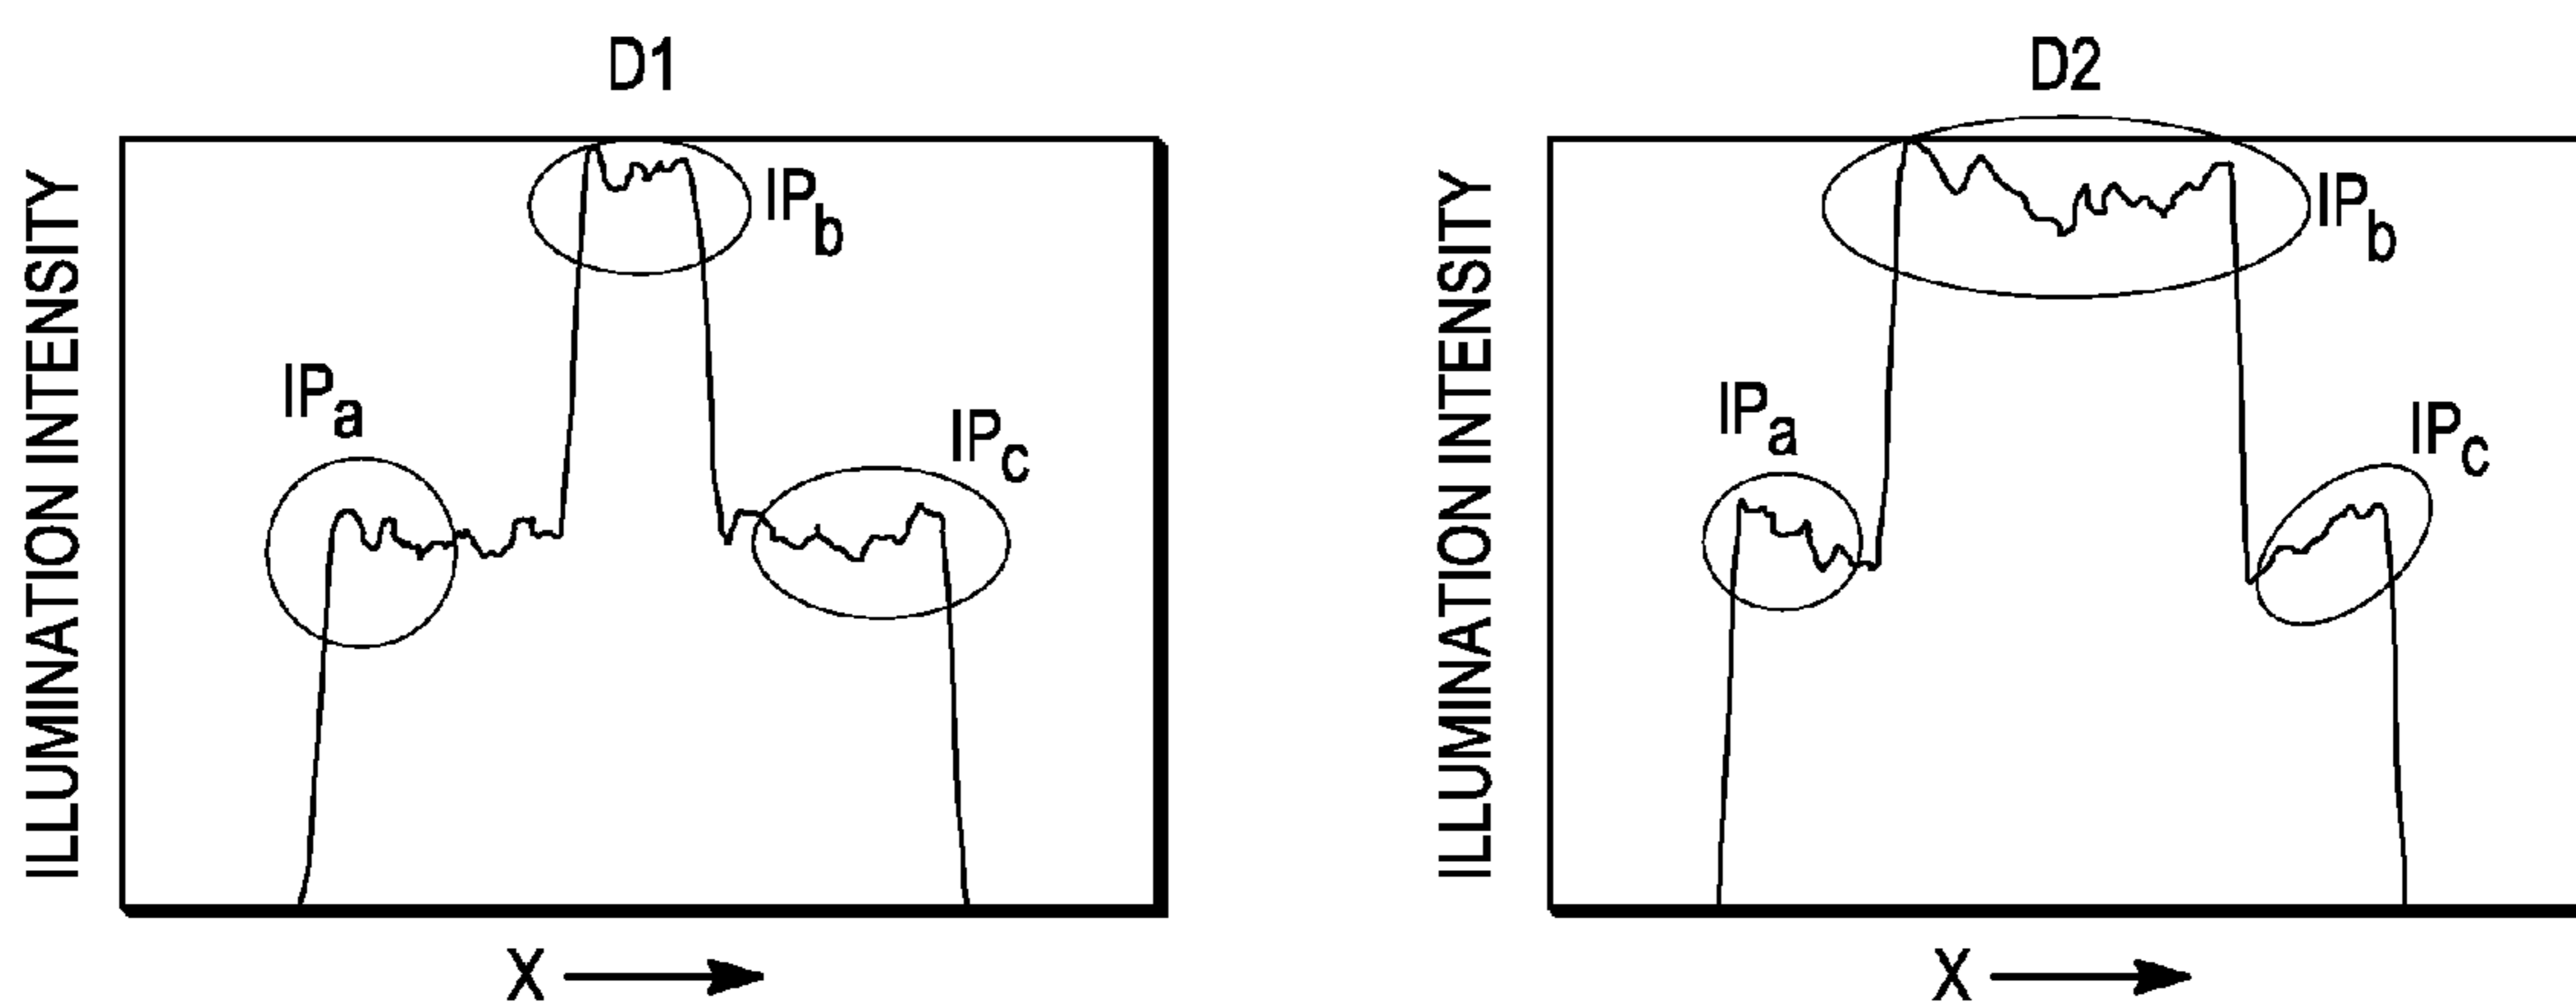 D1
ILLUMINATION INTENSITY
IPa
IPb
IPc
X
D2
ILLUMINATION INTENSITY
IPa
IPb
IPc
X